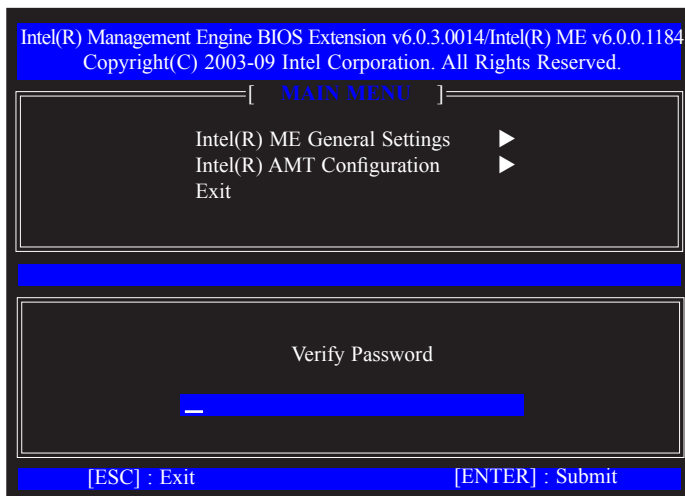 Intel(R) Management Engine BIOS Extension v6.0.3.0014/Intel(R) ME v6.0.0.1184
Copyright(C) 2003-09 Intel Corporation. All Rights Reserved.
[ MAIN MENU ]
Intel(R) ME General Settings ▶
Intel(R) AMT Configuration ▶
Exit
Verify Password
[ESC] : Exit [ENTER] : Submit